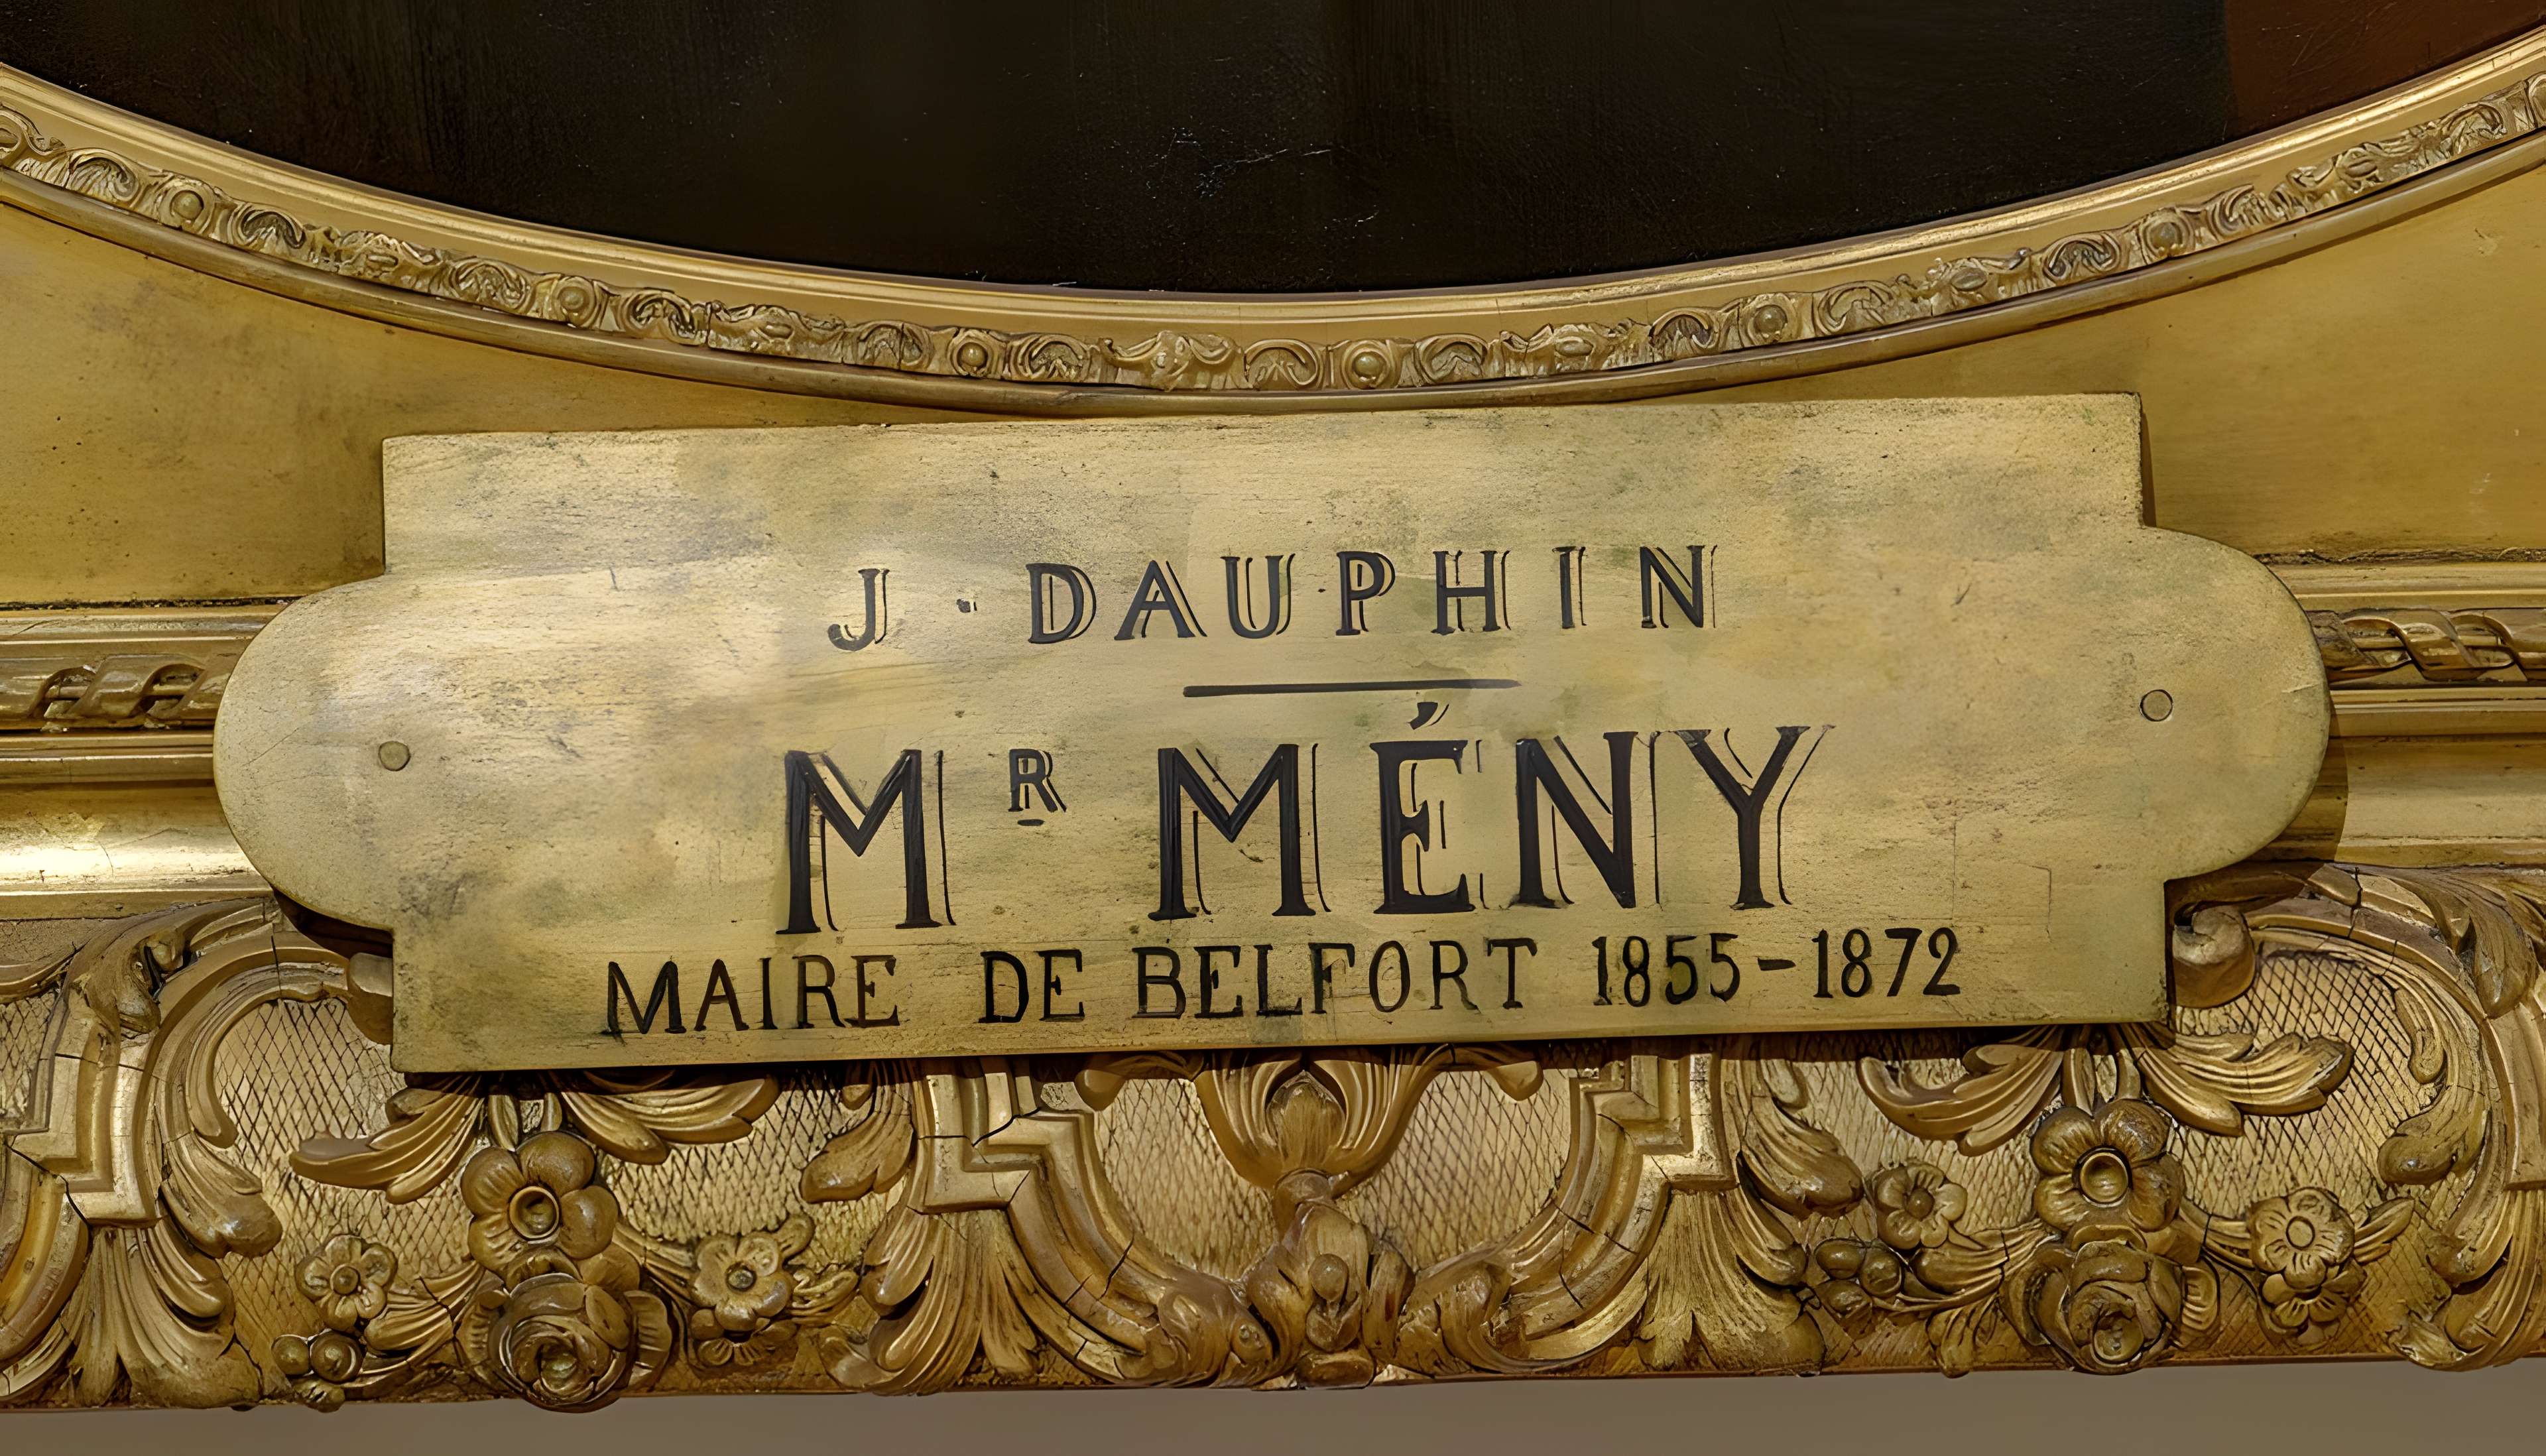 J. DAUPHIN
MR MÉNY
MAIRE DE BELFORT 1855-1872